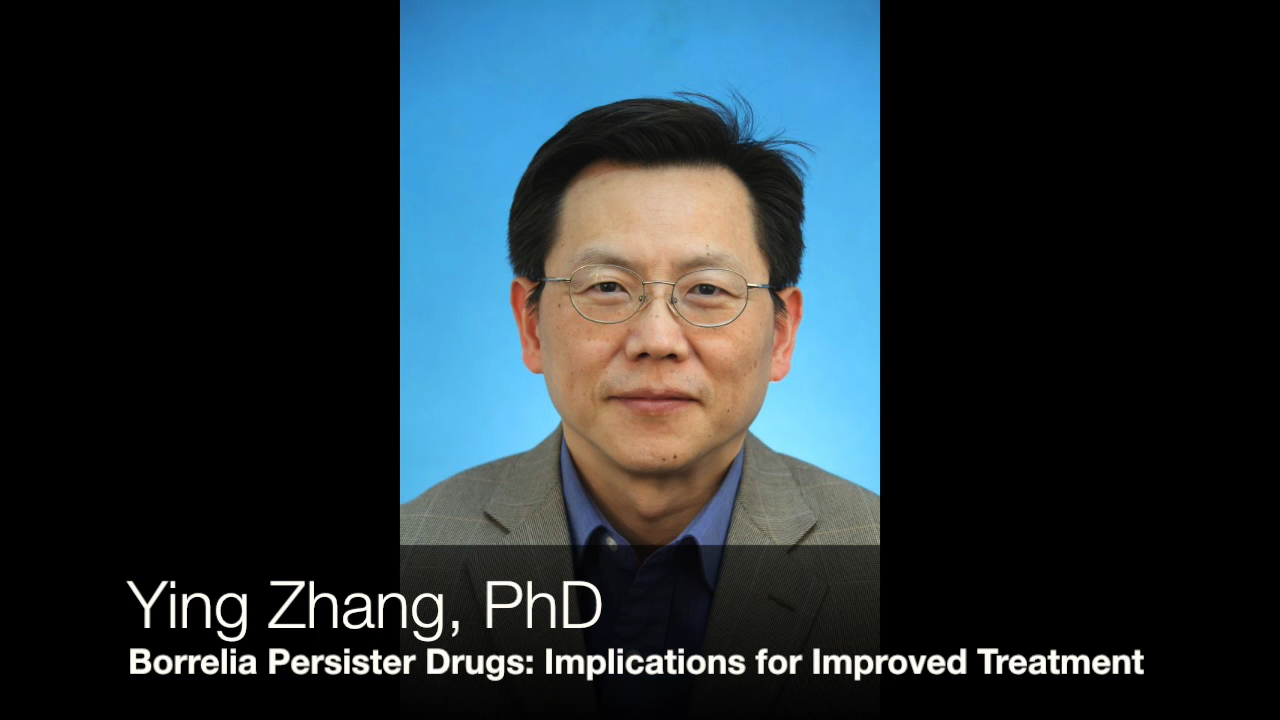 Ying Zhang, PhD
Borrelia Persister Drugs: Implications for Improved Treatment